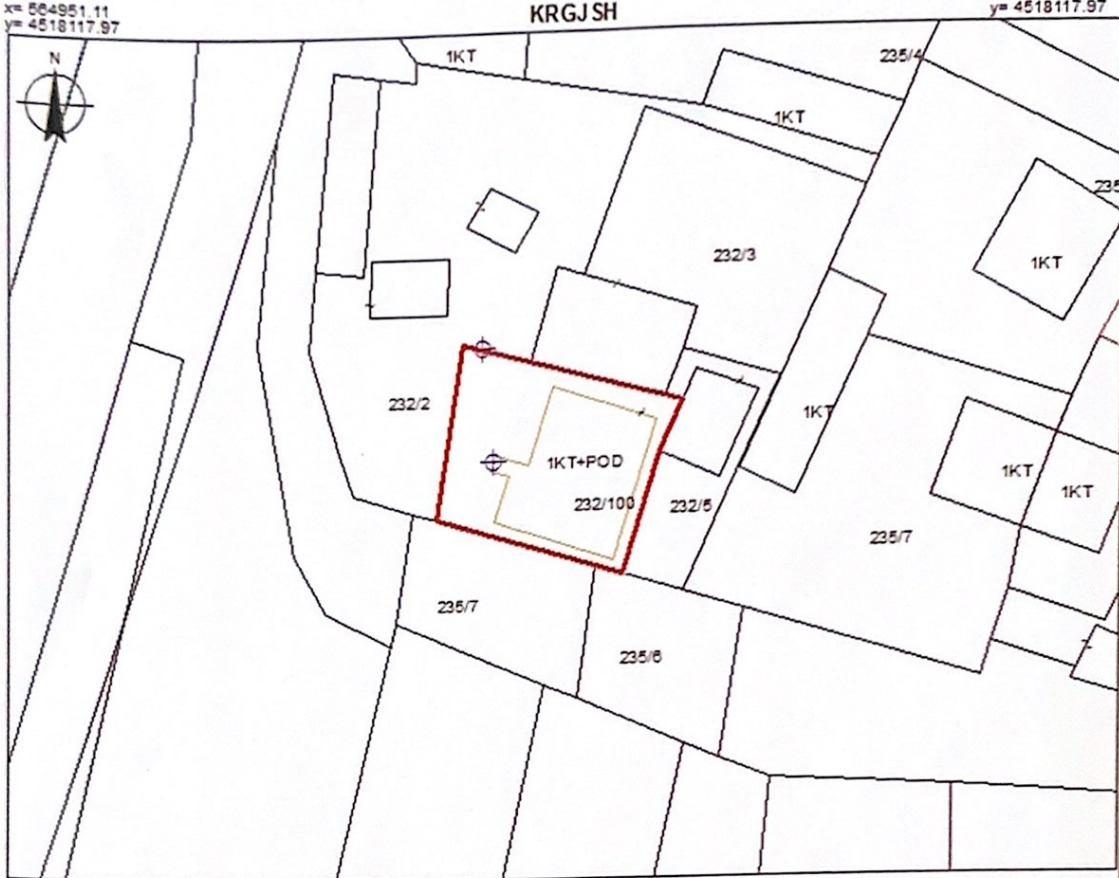 x= 564951.11
y= 4518117.97
KRGJSH
y= 4518117.97
N
1KT
235/4
1KT
235
232/3
1KT
232/2
1KT
1KT+POD
1KT
1KT
232/100
232/5
235/7
235/7
235/6